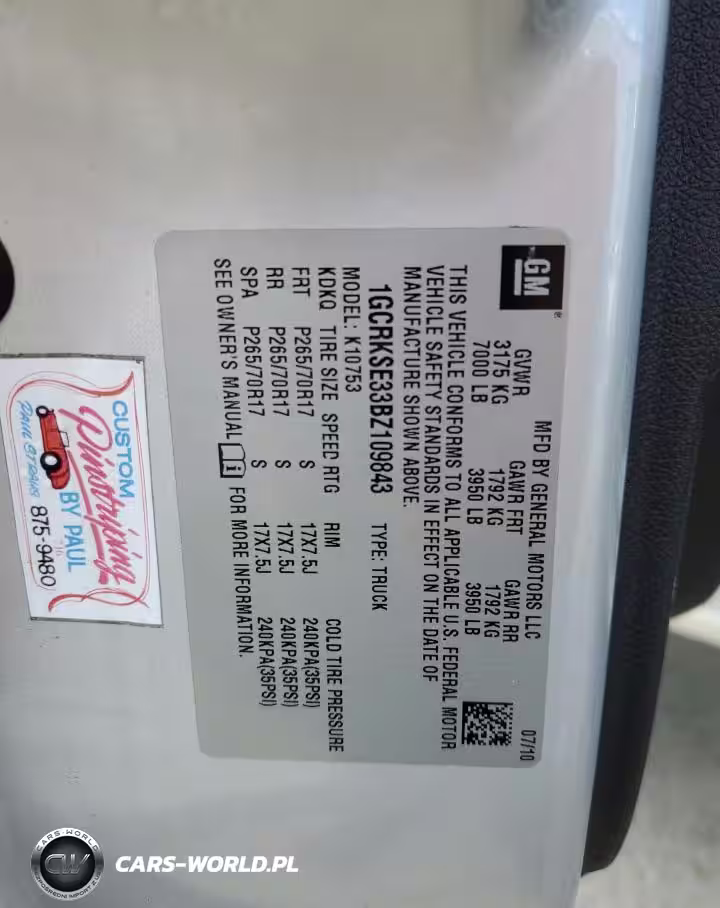 GM
®
MFD BY GENERAL MOTORS LLC 07/10
GVWR GAWR FRT GAWR RR
3175 KG 1792 KG 1792 KG
7000 LB 3950 LB 3950 LB
THIS VEHICLE CONFORMS TO ALL APPLICABLE U.S. FEDERAL MOTOR
VEHICLE SAFETY STANDARDS IN EFFECT ON THE DATE OF
MANUFACTURE SHOWN ABOVE.
1GCRKSE33BZ109843 TYPE: TRUCK
MODEL: K10753
KDKQ TIRE SIZE SPEED RTG RIM COLD TIRE PRESSURE
FRT P265/70R17 S 17X7.5J 240KPA(35PSI)
RR P265/70R17 S 17X7.5J 240KPA(35PSI)
SPA P265/70R17 S 17X7.5J 240KPA(35PSI)
SEE OWNER'S MANUAL i FOR MORE INFORMATION.
CUSTOM
Pinstriping
BY PAUL
875-9480
CARS-WORLD
CW
CARS-WORLD.PL